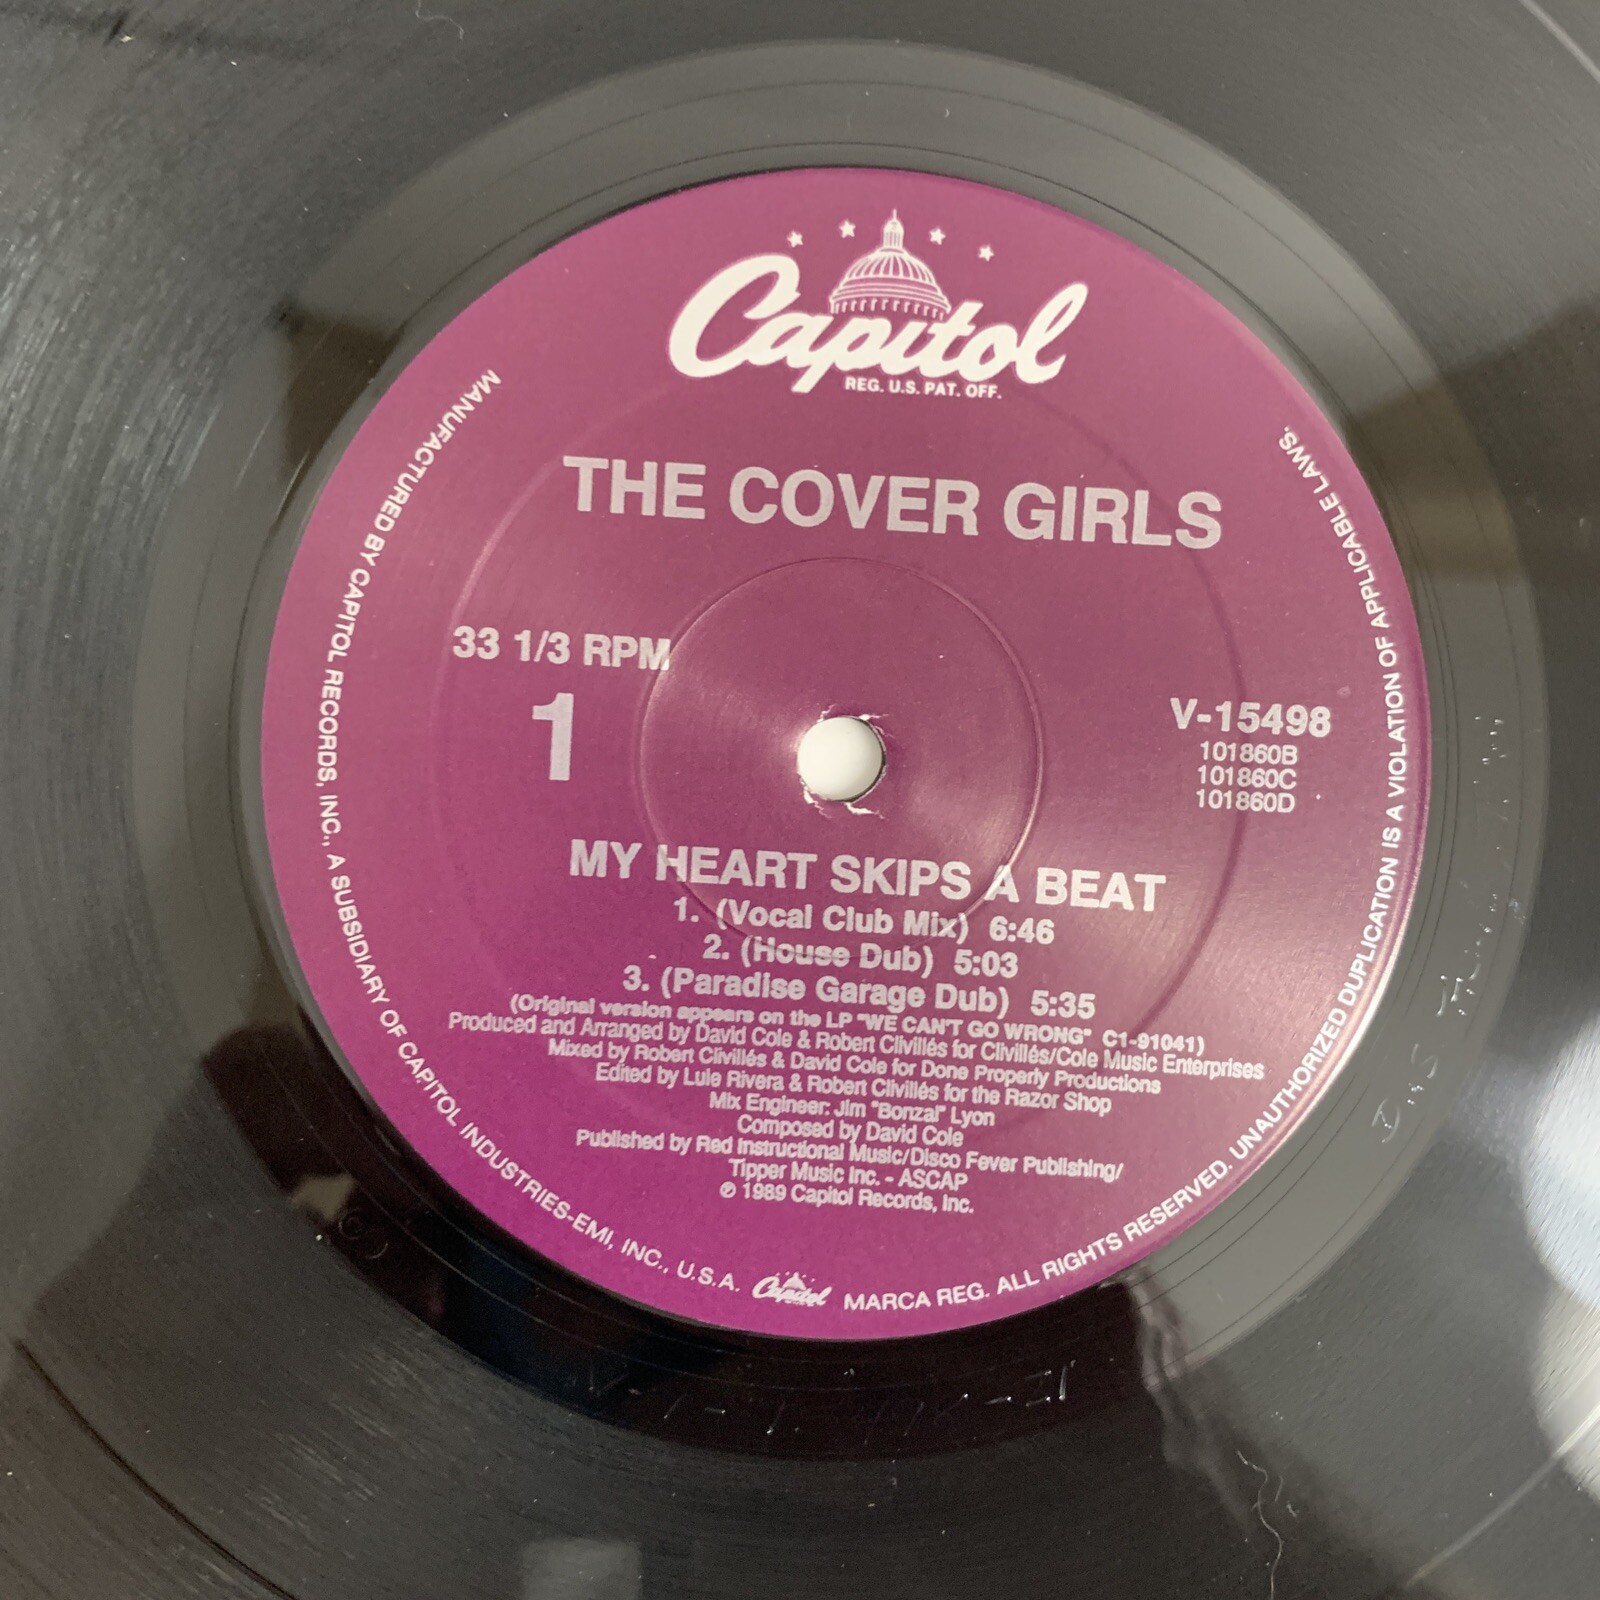 Capitol
REG. U.S. PAT. OFF.
THE COVER GIRLS
33 1/3 RPM
1
V-15498
101860B
101860C
101860D
MY HEART SKIPS A BEAT
1. (Vocal Club Mix) 6:46
2. (House Dub) 5:03
3. (Paradise Garage Dub) 5:35
(Original version appears on the LP "WE CAN'T GO WRONG" C1-91041)
Produced and Arranged by David Cole & Robert Clivillés for Clivillés/Cole Music Enterprises
Mixed by Robert Clivillés & David Cole for Done Properly Productions
Edited by Luie Rivera & Robert Clivillés for the Razor Shop
Mix Engineer: Jim "Bonzai" Lyon
Composed by David Cole
Published by Red Instructional Music/Disco Fever Publishing/
Tipper Music Inc. - ASCAP
℗ 1989 Capitol Records, Inc.
MANUFACTURED BY CAPITOL RECORDS, INC., A SUBSIDIARY OF CAPITOL INDUSTRIES-EMI, INC., U.S.A. Capitol MARCA REG. ALL RIGHTS RESERVED. UNAUTHORIZED DUPLICATION IS A VIOLATION OF APPLICABLE LAWS.